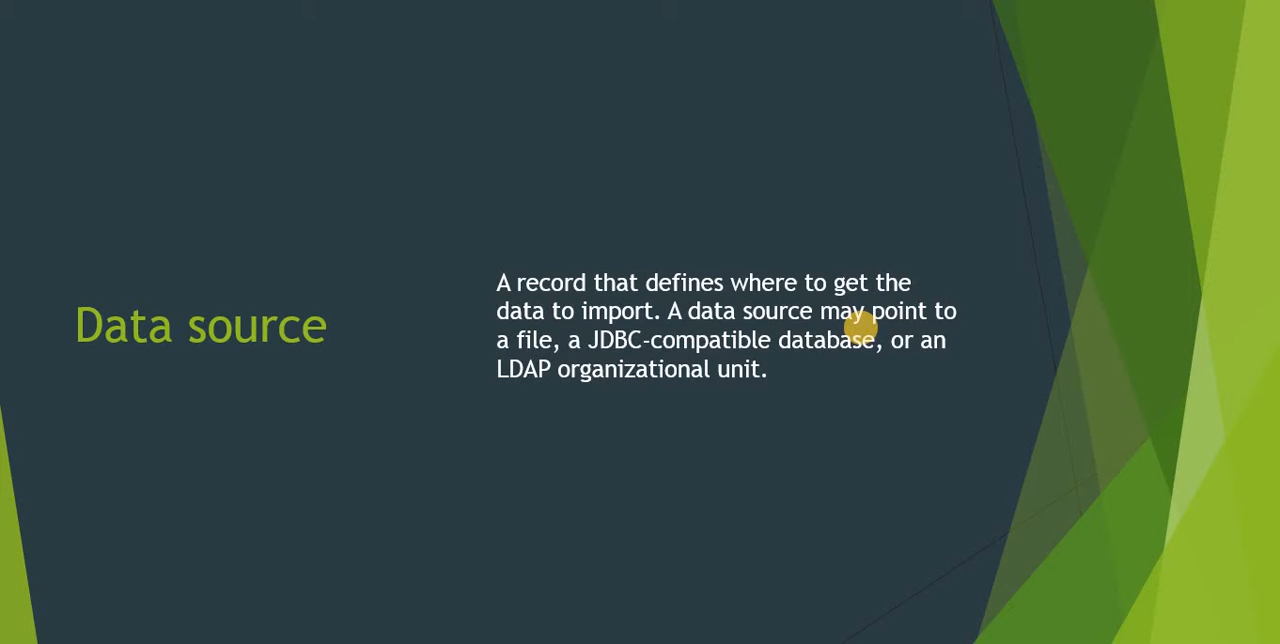 Data source
A record that defines where to get the
data to import. A data source may point to
a file, a JDBC-compatible database, or an
LDAP organizational unit.